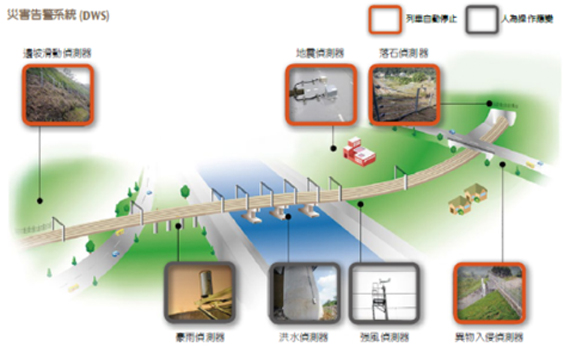 災害告警系統 (DWS)
列車自動停止
人為操作應變
邊坡滑動偵測器
地震偵測器
落石偵測器
豪雨偵測器
洪水偵測器
強風偵測器
異物入侵偵測器